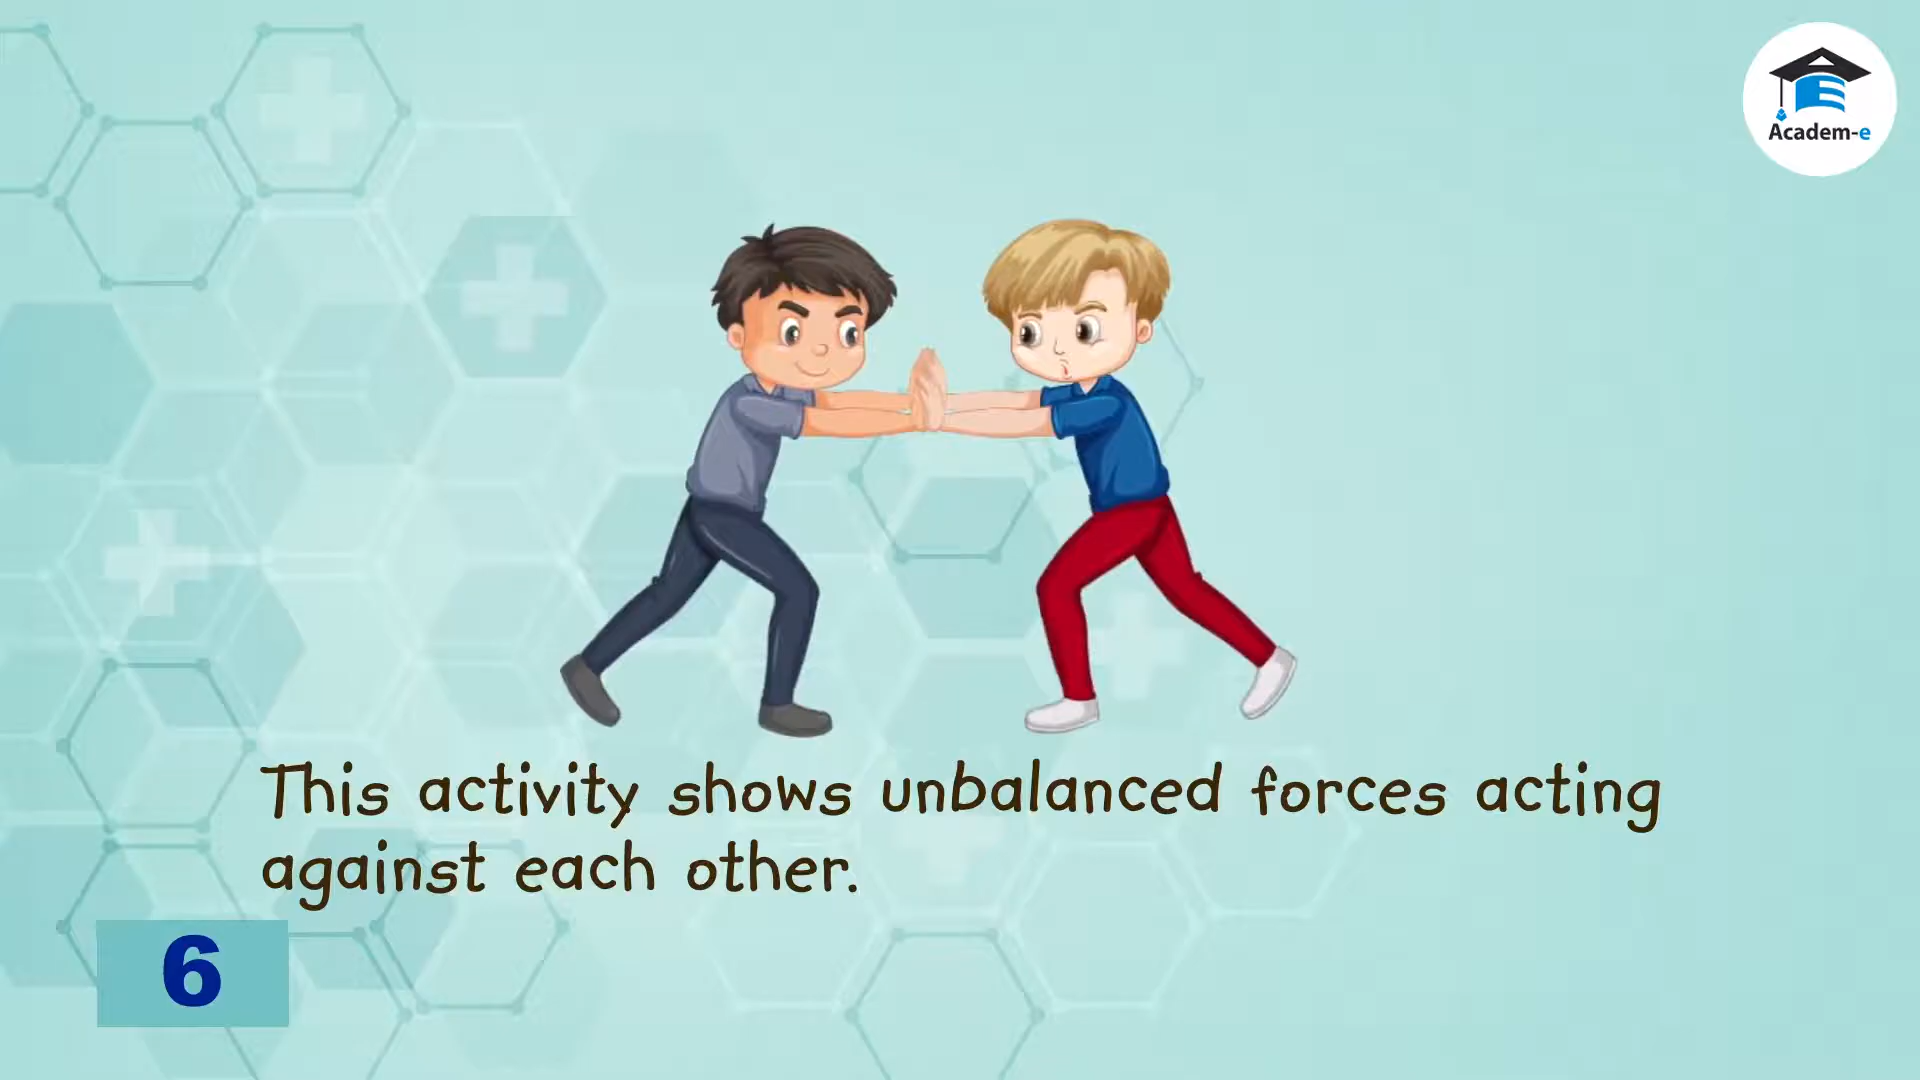 Academ-e
This activity shows unbalanced forces acting
against each other.
6